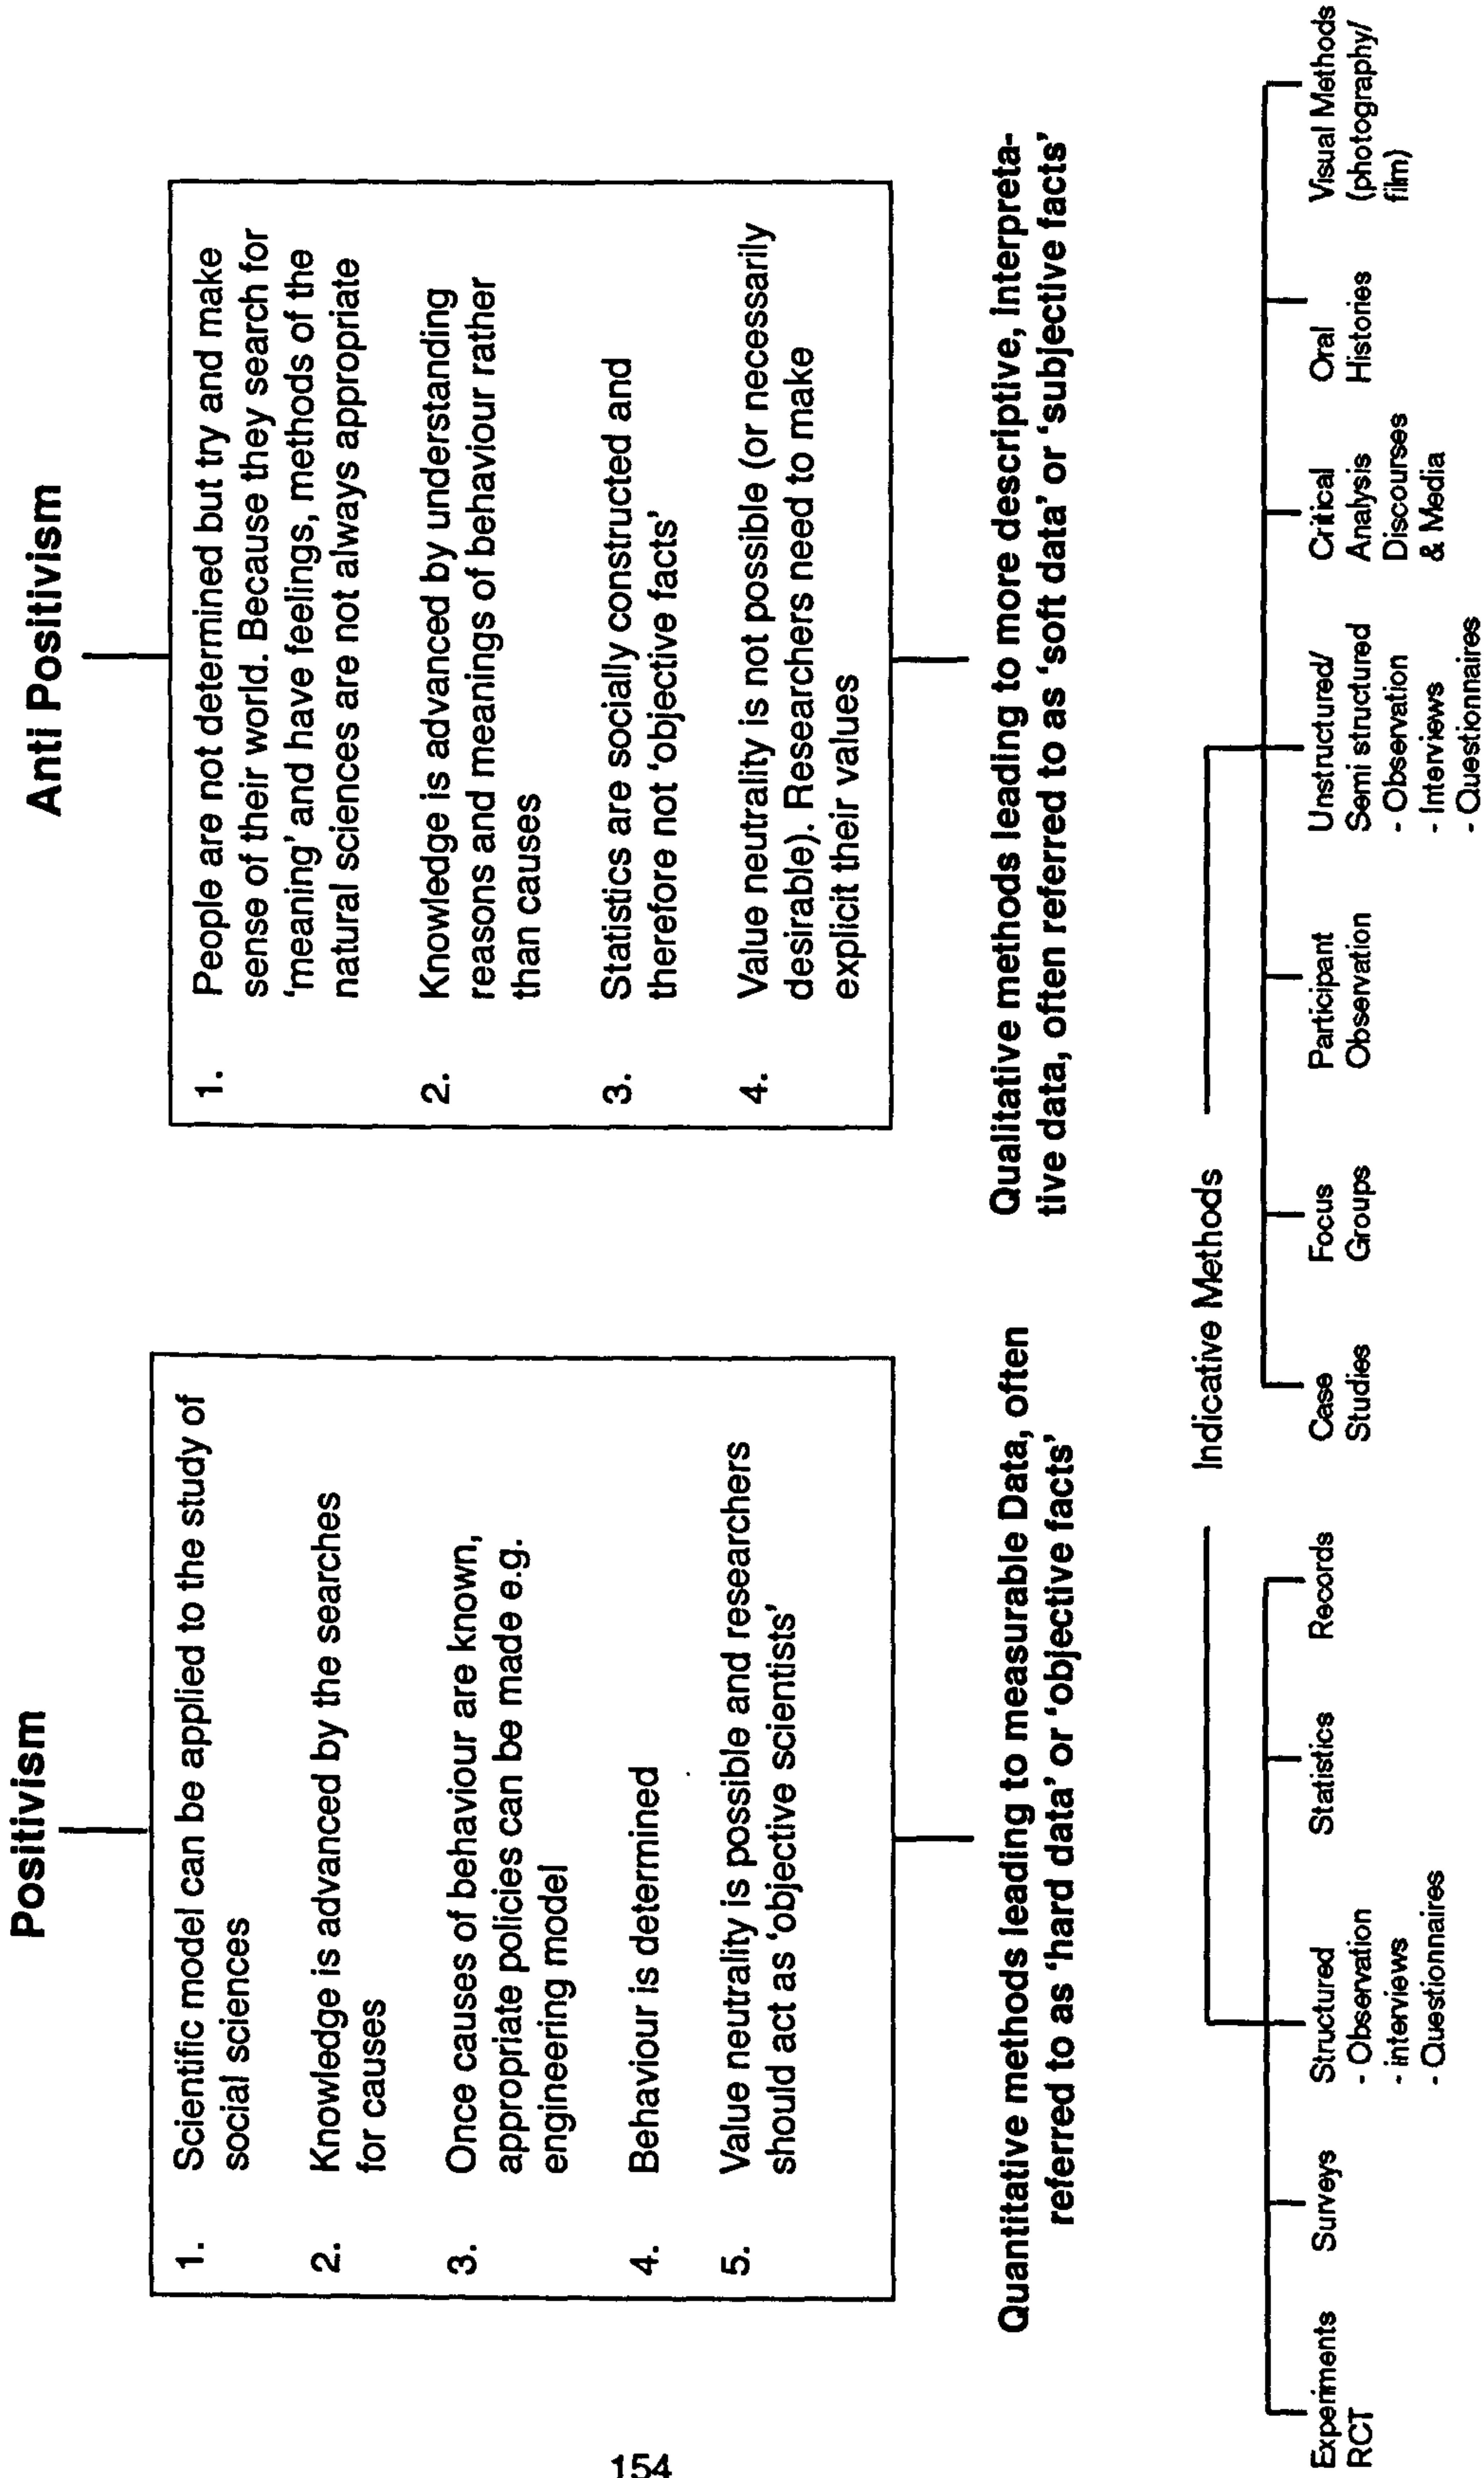 Positivism
1. Scientific model can be applied to the study of
social sciences
2. Knowledge is advanced by the searches
for causes
3. Once causes of behaviour are known,
appropriate policies can be made e.g.
engineering model
4. Behaviour is determined
5. Value neutrality is possible and researchers
should act as 'objective scientists'
Quantitative methods leading to measurable Data, often
referred to as 'hard data' or 'objective facts'
Anti Positivism
1. People are not determined but try and make
sense of their world. Because they search for
'meaning' and have feelings, methods of the
natural sciences are not always appropriate
2. Knowledge is advanced by understanding
reasons and meanings of behaviour rather
than causes
3. Statistics are socially constructed and
therefore not 'objective facts'
4. Value neutrality is not possible (or necessarily
desirable). Researchers need to make
explicit their values
Qualitative methods leading to more descriptive, interpreta-
tive data, often referred to as 'soft data' or 'subjective facts'
Indicative Methods
Experiments
RCT
Surveys
Structured
- Observation
- interviews
- Questionnaires
Statistics
Records
Case
Studies
Focus
Groups
Participant
Observation
Unstructured/
Semi structured
- Observation
- Interviews
- Questionnaires
Critical
Analysis
Discourses
& Media
Oral
Histories
Visual Methods
(photography/
film)
154